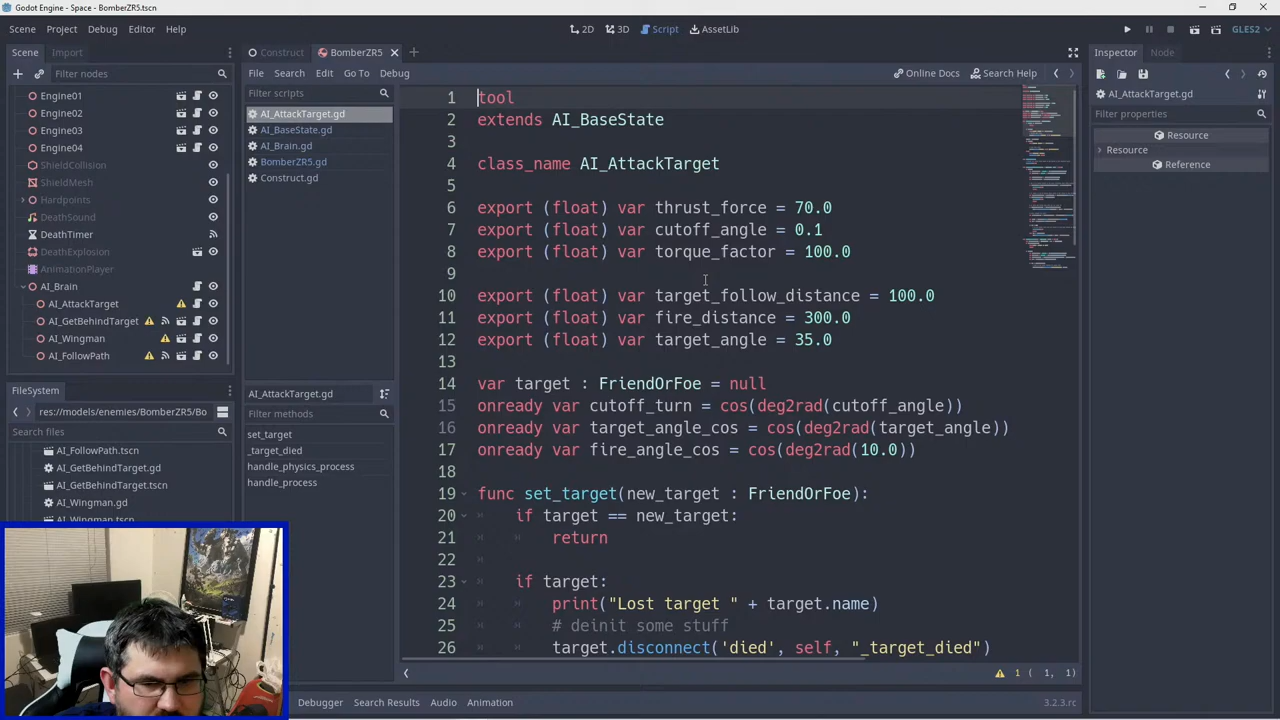 Godot Engine - Space - BomberZR5.tscn
Scene Project Debug Editor Help
2D 3D Script AssetLib
GLES2
Scene Import
Construct BomberZR5
Inspector Node
Filter nodes
File Search Edit Go To Debug
Online Docs Search Help
Engine01
Engine02
Engine03
Engine04
ShieldCollision
ShieldMesh
Hardpoints
DeathSound
DeathTimer
DeathExplosion
AnimationPlayer
AI_Brain
AI_AttackTarget
AI_GetBehindTarget
AI_Wingman
AI_FollowPath
FileSystem
res://models/enemies/BomberZR5/Bo
Search files
AI_FollowPath.tscn
AI_GetBehindTarget.gd
AI_GetBehindTarget.tscn
AI_Wingman.gd
AI_Wingman.tscn
Filter scripts
AI_AttackTarget.gd
AI_BaseState.gd
AI_Brain.gd
BomberZR5.gd
Construct.gd
AI_AttackTarget.gd
Filter methods
set_target
_target_died
handle_physics_process
handle_process
1 tool
2 extends AI_BaseState
3
4 class_name AI_AttackTarget
5
6 export (float) var thrust_force = 70.0
7 export (float) var cutoff_angle = 0.1
8 export (float) var torque_factor = 100.0
9
10 export (float) var target_follow_distance = 100.0
11 export (float) var fire_distance = 300.0
12 export (float) var target_angle = 35.0
13
14 var target : FriendOrFoe = null
15 onready var cutoff_turn = cos(deg2rad(cutoff_angle))
16 onready var target_angle_cos = cos(deg2rad(target_angle))
17 onready var fire_angle_cos = cos(deg2rad(10.0))
18
19 func set_target(new_target : FriendOrFoe):
20 if target == new_target:
21 return
22
23 if target:
24 print("Lost target " + target.name)
25 # deinit some stuff
26 target.disconnect('died', self, "_target_died")
1 ( 1, 1)
AI_AttackTarget.gd
Filter properties
Resource
Resource
Reference
Debugger Search Results Audio Animation
3.2.3.rc